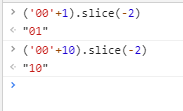 > ('00'+1).slice(-2)
< "01"
> ('00'+10).slice(-2)
< "10"
>